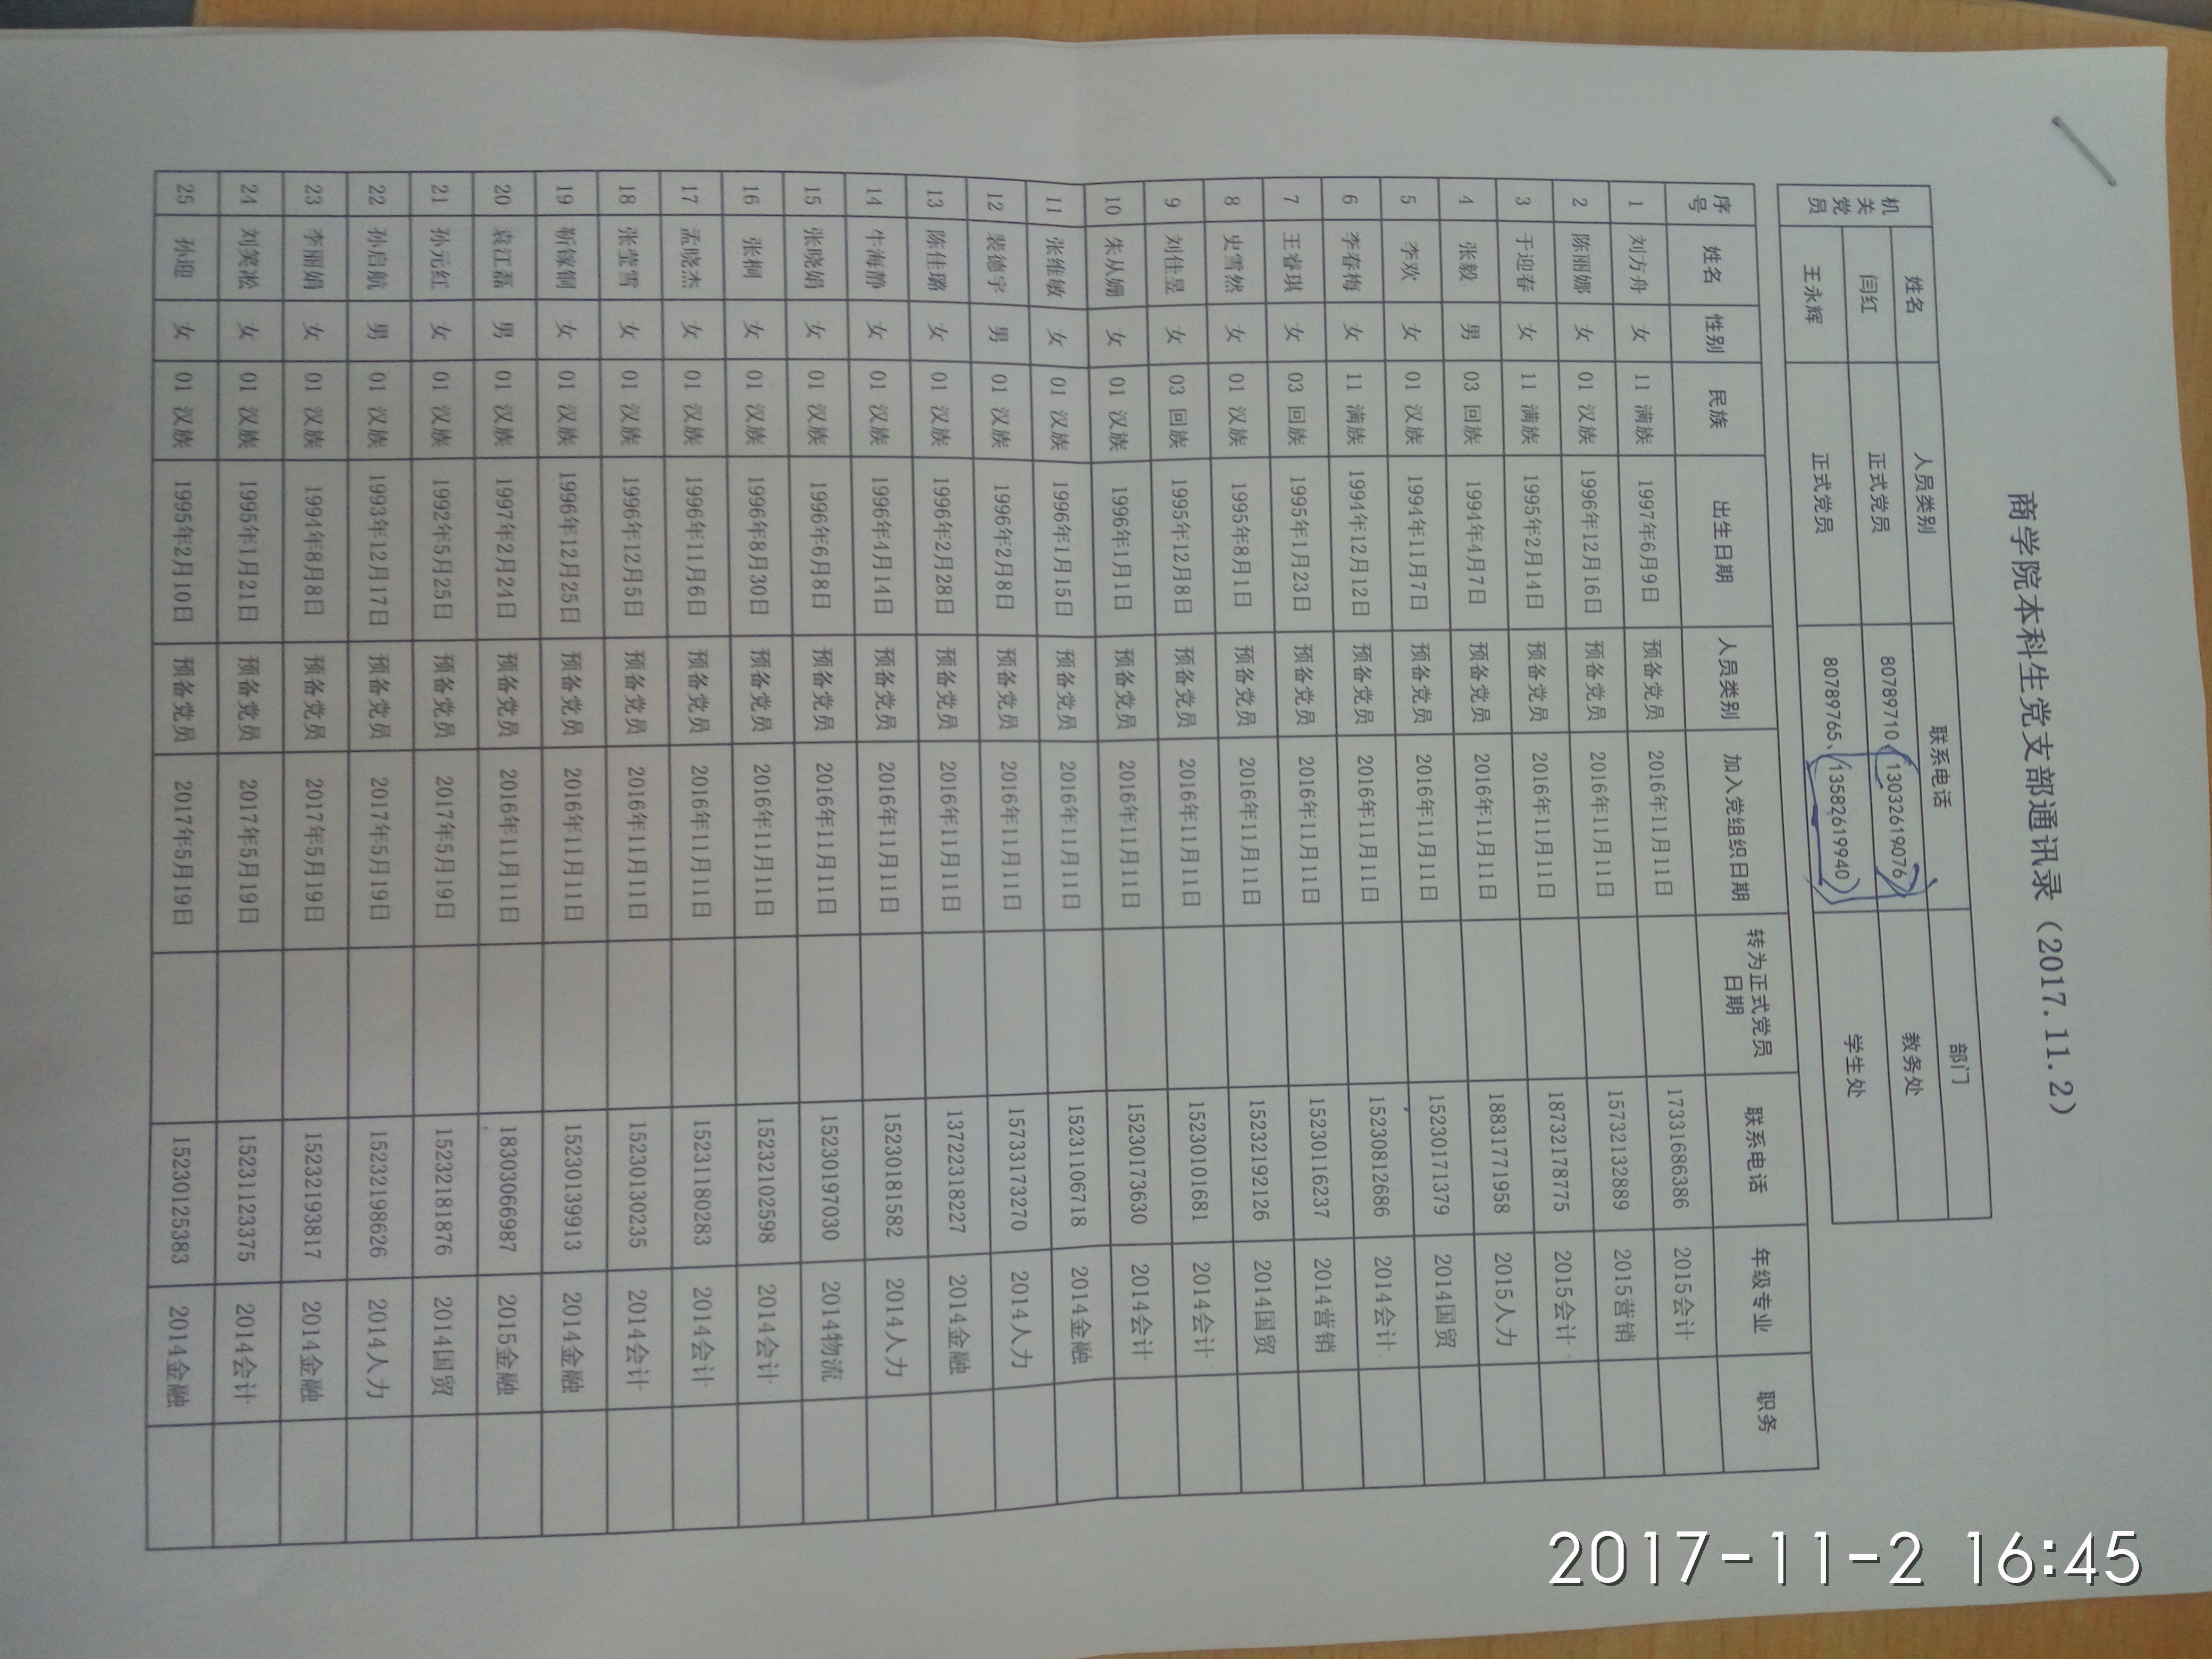 商学院本科生党支部通讯录（2017.11.2）
机关党员 姓名 人员类别 联系电话 部门
闫红 正式党员 80789710、13032619076 教务处
王永辉 正式党员 80789765、13582619940 学生处
序号 姓名 性别 民族 出生日期 人员类别 加入党组织日期 转为正式党员日期 联系电话 年级专业 职务
1 刘方舟 女 11 满族 1997年6月9日 预备党员 2016年11月11日 17331686386 2015会计
2 陈丽娜 女 01 汉族 1996年12月16日 预备党员 2016年11月11日 15732132889 2015营销
3 于迎春 女 11 满族 1995年2月14日 预备党员 2016年11月11日 18732178775 2015会计
4 张毅 男 03 回族 1994年4月7日 预备党员 2016年11月11日 18831771958 2015人力
5 李欢 女 01 汉族 1994年11月7日 预备党员 2016年11月11日 15230171379 2014国贸
6 李春梅 女 11 满族 1994年12月12日 预备党员 2016年11月11日 15230812686 2014会计
7 王睿琪 女 03 回族 1995年1月23日 预备党员 2016年11月11日 15230116237 2014营销
8 史雪然 女 01 汉族 1995年8月1日 预备党员 2016年11月11日 15232192126 2014国贸
9 刘佳昱 女 03 回族 1995年12月8日 预备党员 2016年11月11日 15230101681 2014会计
10 朱从姗 女 01 汉族 1996年1月1日 预备党员 2016年11月11日 15230173630 2014会计
11 张维敏 女 01 汉族 1996年1月15日 预备党员 2016年11月11日 15231106718 2014金融
12 裴德宇 男 01 汉族 1996年2月8日 预备党员 2016年11月11日 15733173270 2014人力
13 陈佳璐 女 01 汉族 1996年2月28日 预备党员 2016年11月11日 13722318227 2014金融
14 牛海静 女 01 汉族 1996年4月14日 预备党员 2016年11月11日 15230181582 2014人力
15 张晓娟 女 01 汉族 1996年6月8日 预备党员 2016年11月11日 15230197030 2014物流
16 张桐 女 01 汉族 1996年8月30日 预备党员 2016年11月11日 15232102598 2014会计
17 孟晓杰 女 01 汉族 1996年11月6日 预备党员 2016年11月11日 15231180283 2014会计
18 张莹雪 女 01 汉族 1996年12月5日 预备党员 2016年11月11日 15230130235 2014会计
19 女 01 汉族 1996年12月25日 预备党员 2016年11月11日 15230139913 2014金融
20 袁江磊 男 01 汉族 1997年2月24日 预备党员 2016年11月11日 18303066987 2015金融
21 孙元红 女 01 汉族 1992年5月25日 预备党员 2017年5月19日 15232181876 2014国贸
22 孙启航 男 01 汉族 1993年12月17日 预备党员 2017年5月19日 15232198626 2014人力
23 李丽娟 女 01 汉族 1994年8月8日 预备党员 2017年5月19日 15232193817 2014金融
24 刘笑凇 女 01 汉族 1995年1月21日 预备党员 2017年5月19日 15231123375 2014会计
25 孙迎 女 01 汉族 1995年2月10日 预备党员 2017年5月19日 15230125383 2014金融
2017-11-2 16:45